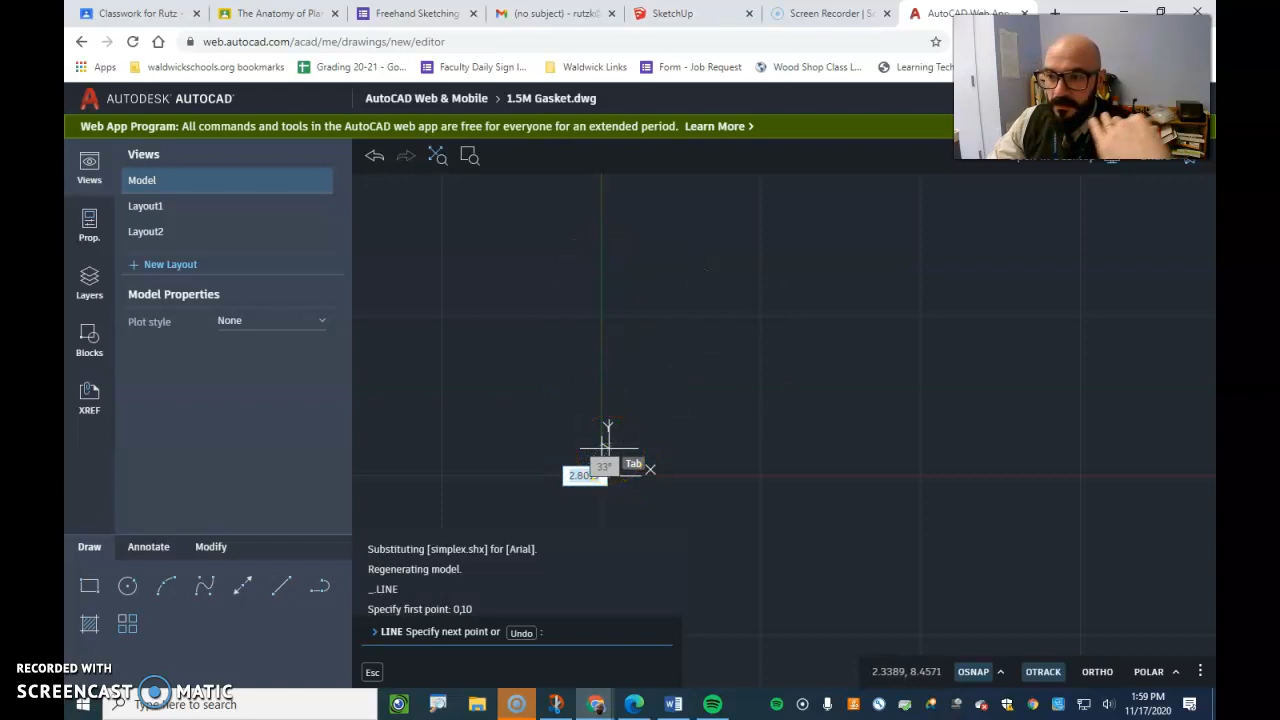 Classwork for Rutz -
The Anatomy of Pla
Freehand Sketching
(no subject) - rutzk@
SketchUp
Screen Recorder | Sc
AutoCAD Web App
web.autocad.com/acad/me/drawings/new/editor
Apps
waldwickschools.org bookmarks
Grading 20-21 - Go...
Faculty Daily Sign I...
Waldwick Links
Form - Job Request
Wood Shop Class L...
Learning Tech
AUTODESK® AUTOCAD®
AutoCAD Web & Mobile > 1.5M Gasket.dwg
Web App Program: All commands and tools in the AutoCAD web app are free for everyone for an extended period. Learn More >
Views
Views
Model
Layout1
Layout2
+ New Layout
Model Properties
Plot style
None
Prop.
Layers
Blocks
XREF
Y
33°
Tab
Draw
Annotate
Modify
Substituting [simplex.shx] for [Arial].
Regenerating model.
_.LINE
Specify first point: 0,10
> LINE Specify next point or Undo :
Esc
2.3389, 8.4571
OSNAP
OTRACK
ORTHO
POLAR
RECORDED WITH
SCREENCAST MATIC
Type here to search
1:59 PM
11/17/2020